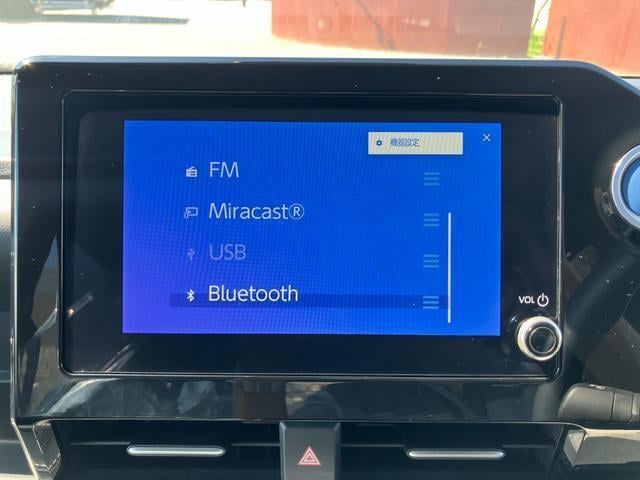 機器設定
FM
Miracast®
USB
Bluetooth
VOL